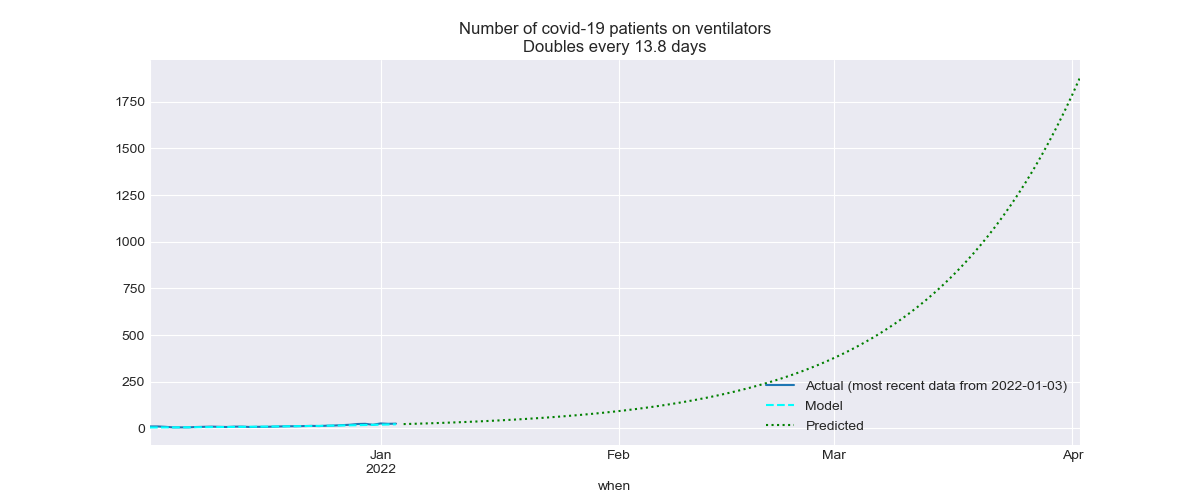 Number of covid-19 patients on ventilators
Doubles every 13.8 days
1750
1500
1250
1000
750
500
250
0
Actual (most recent data from 2022-01-03)
Model
Predicted
Jan
2022
Feb
Mar
Apr
when